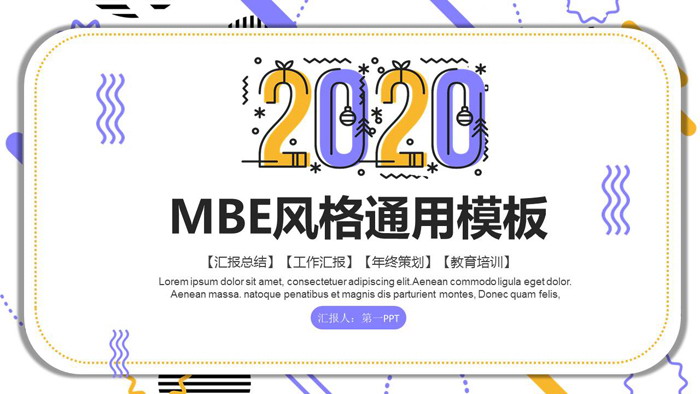 2020
MBE风格通用模板
【汇报总结】【工作汇报】【年终策划】【教育培训】
Lorem ipsum dolor sit amet, consectetuer adipiscing elit.Aenean commodo ligula eget dolor.
Aenean massa. natoque penatibus et magnis dis parturient montes, Donec quam felis,
汇报人：第一PPT